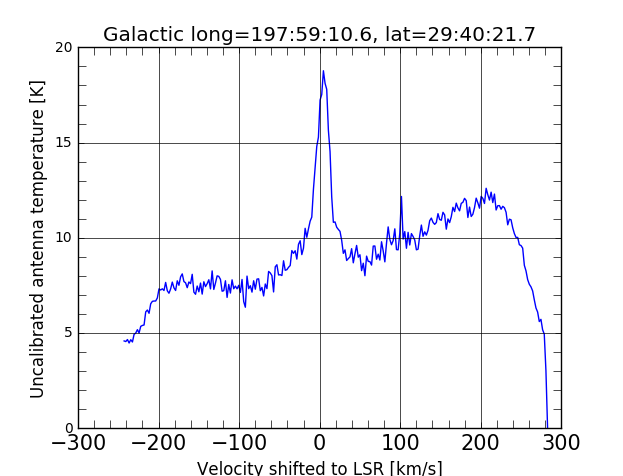 Galactic long=197:59:10.6, lat=29:40:21.7
Uncalibrated antenna temperature [K]
20
15
10
5
0
−300 −200 −100 0 100 200 300
Velocity shifted to LSR [km/s]